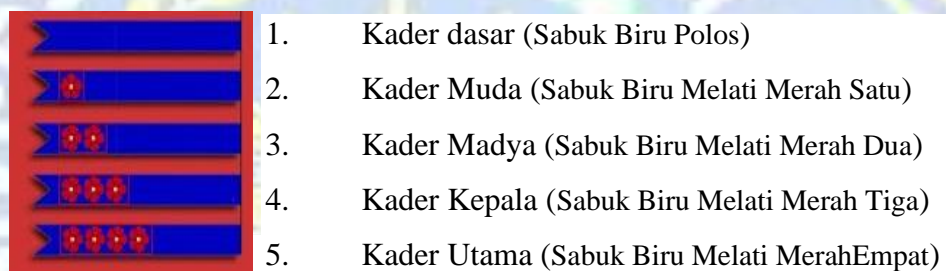 1. Kader dasar (Sabuk Biru Polos)
2. Kader Muda (Sabuk Biru Melati Merah Satu)
3. Kader Madya (Sabuk Biru Melati Merah Dua)
4. Kader Kepala (Sabuk Biru Melati Merah Tiga)
5. Kader Utama (Sabuk Biru Melati MerahEmpat)